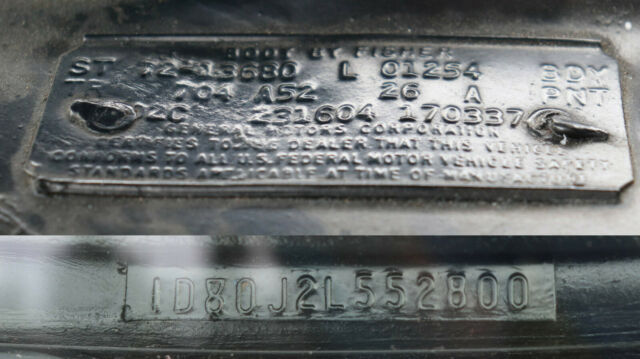 BODY BY FISHER
ST 72-13680 L 01254 BDY
TR 704 A52 26 A PNT
02C 231604 170337
GENERAL MOTORS CORPORATION
CERTIFIES TO THE DEALER THAT THIS VEHICLE
CONFORMS TO ALL U.S. FEDERAL MOTOR VEHICLE SAFETY
STANDARDS APPLICABLE AT TIME OF MANUFACTURE
1D80J2L552800